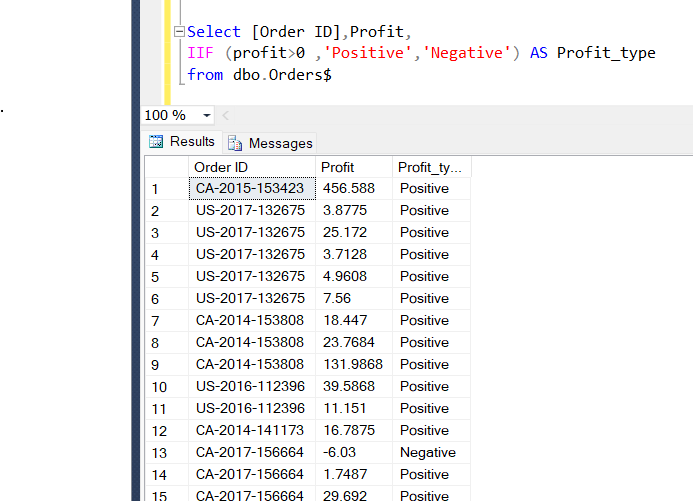 Select [Order ID],Profit,
IIF (profit>0 ,'Positive','Negative') AS Profit_type
from dbo.Orders$
100 %
Results Messages
Order ID Profit Profit_ty...
1 CA-2015-153423 456.588 Positive
2 US-2017-132675 3.8775 Positive
3 US-2017-132675 25.172 Positive
4 US-2017-132675 3.7128 Positive
5 US-2017-132675 4.9608 Positive
6 US-2017-132675 7.56 Positive
7 CA-2014-153808 18.447 Positive
8 CA-2014-153808 23.7684 Positive
9 CA-2014-153808 131.9868 Positive
10 US-2016-112396 39.5868 Positive
11 US-2016-112396 11.151 Positive
12 CA-2014-141173 16.7875 Positive
13 CA-2017-156664 -6.03 Negative
14 CA-2017-156664 1.7487 Positive
15 CA-2017-156664 29.692 Positive